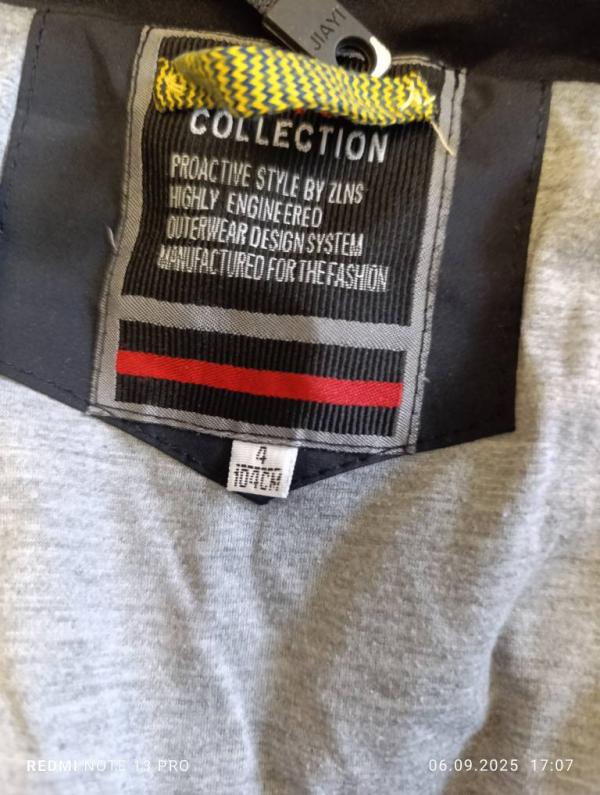 JIAYI
COLLECTION
PROACTIVE STYLE BY ZLNS
HIGHLY ENGINEERED
OUTERWEAR DESIGN SYSTEM
MANUFACTURED FOR THE FASHION
4
104CM
REDMI NOTE 13 PRO
06.09.2025 17:07